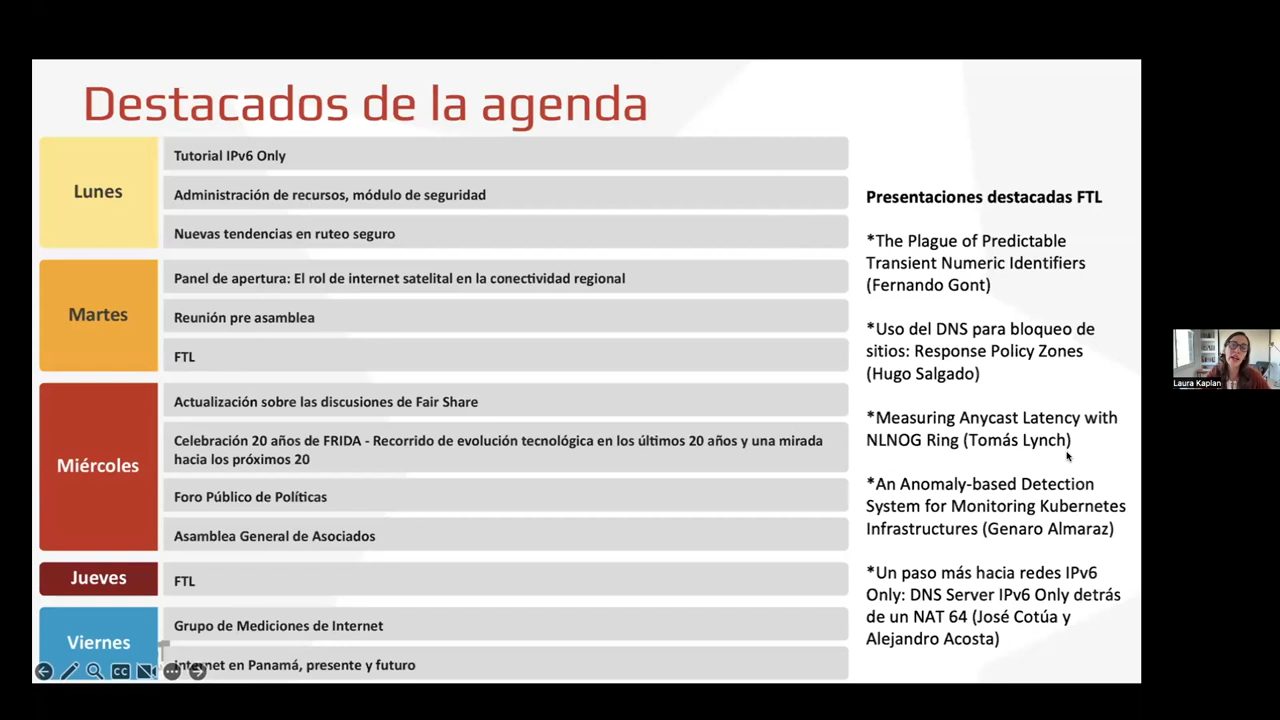 Destacados de la agenda
Lunes
Tutorial IPv6 Only
Administración de recursos, módulo de seguridad
Nuevas tendencias en ruteo seguro
Martes
Panel de apertura: El rol de internet satelital en la conectividad regional
Reunión pre asamblea
FTL
Miércoles
Actualización sobre las discusiones de Fair Share
Celebración 20 años de FRIDA - Recorrido de evolución tecnológica en los últimos 20 años y una mirada
hacia los próximos 20
Foro Público de Políticas
Asamblea General de Asociados
Jueves
FTL
Viernes
Grupo de Mediciones de Internet
Internet en Panamá, presente y futuro
CC
Presentaciones destacadas FTL
*The Plague of Predictable
Transient Numeric Identifiers
(Fernando Gont)
*Uso del DNS para bloqueo de
sitios: Response Policy Zones
(Hugo Salgado)
*Measuring Anycast Latency with
NLNOG Ring (Tomás Lynch)
*An Anomaly-based Detection
System for Monitoring Kubernetes
Infrastructures (Genaro Almaraz)
*Un paso más hacia redes IPv6
Only: DNS Server IPv6 Only detrás
de un NAT 64 (José Cotúa y
Alejandro Acosta)
Laura Kaplan